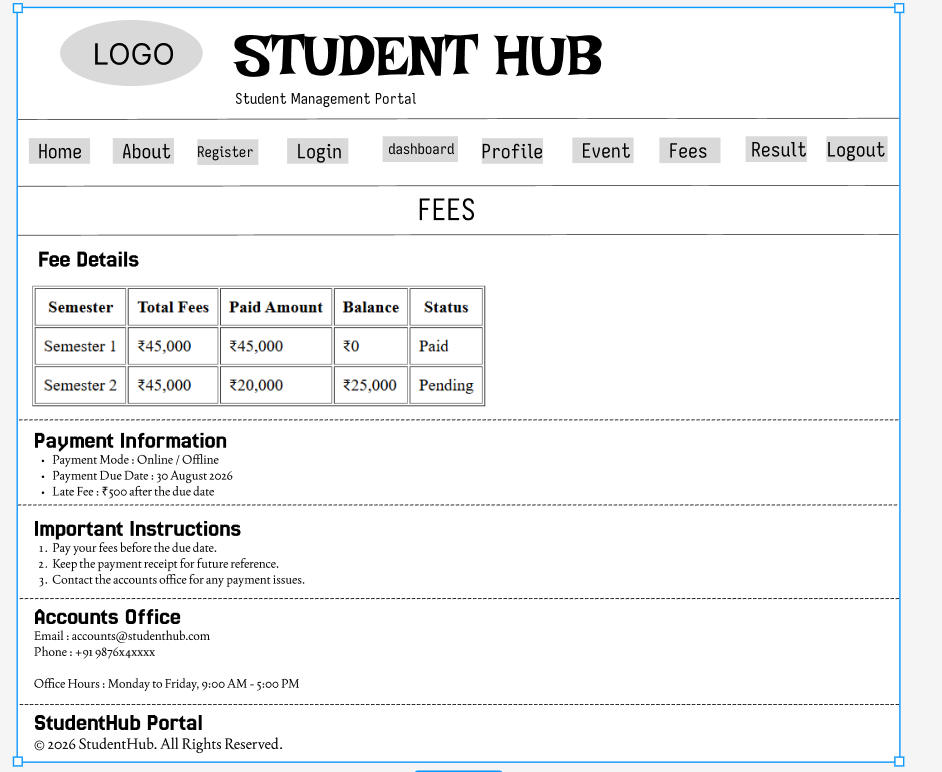 LOGO
STUDENT HUB
Student Management Portal
Home About Register Login dashboard Profile Event Fees Result Logout
FEES
Fee Details
Semester Total Fees Paid Amount Balance Status
Semester 1 ₹45,000 ₹45,000 ₹0 Paid
Semester 2 ₹45,000 ₹20,000 ₹25,000 Pending
Payment Information
• Payment Mode : Online / Offline
• Payment Due Date : 30 August 2026
• Late Fee : ₹500 after the due date
Important Instructions
1. Pay your fees before the due date.
2. Keep the payment receipt for future reference.
3. Contact the accounts office for any payment issues.
Accounts Office
Email : accounts@studenthub.com
Phone : +91 9876x4xxxx
Office Hours : Monday to Friday, 9:00 AM - 5:00 PM
StudentHub Portal
© 2026 StudentHub. All Rights Reserved.